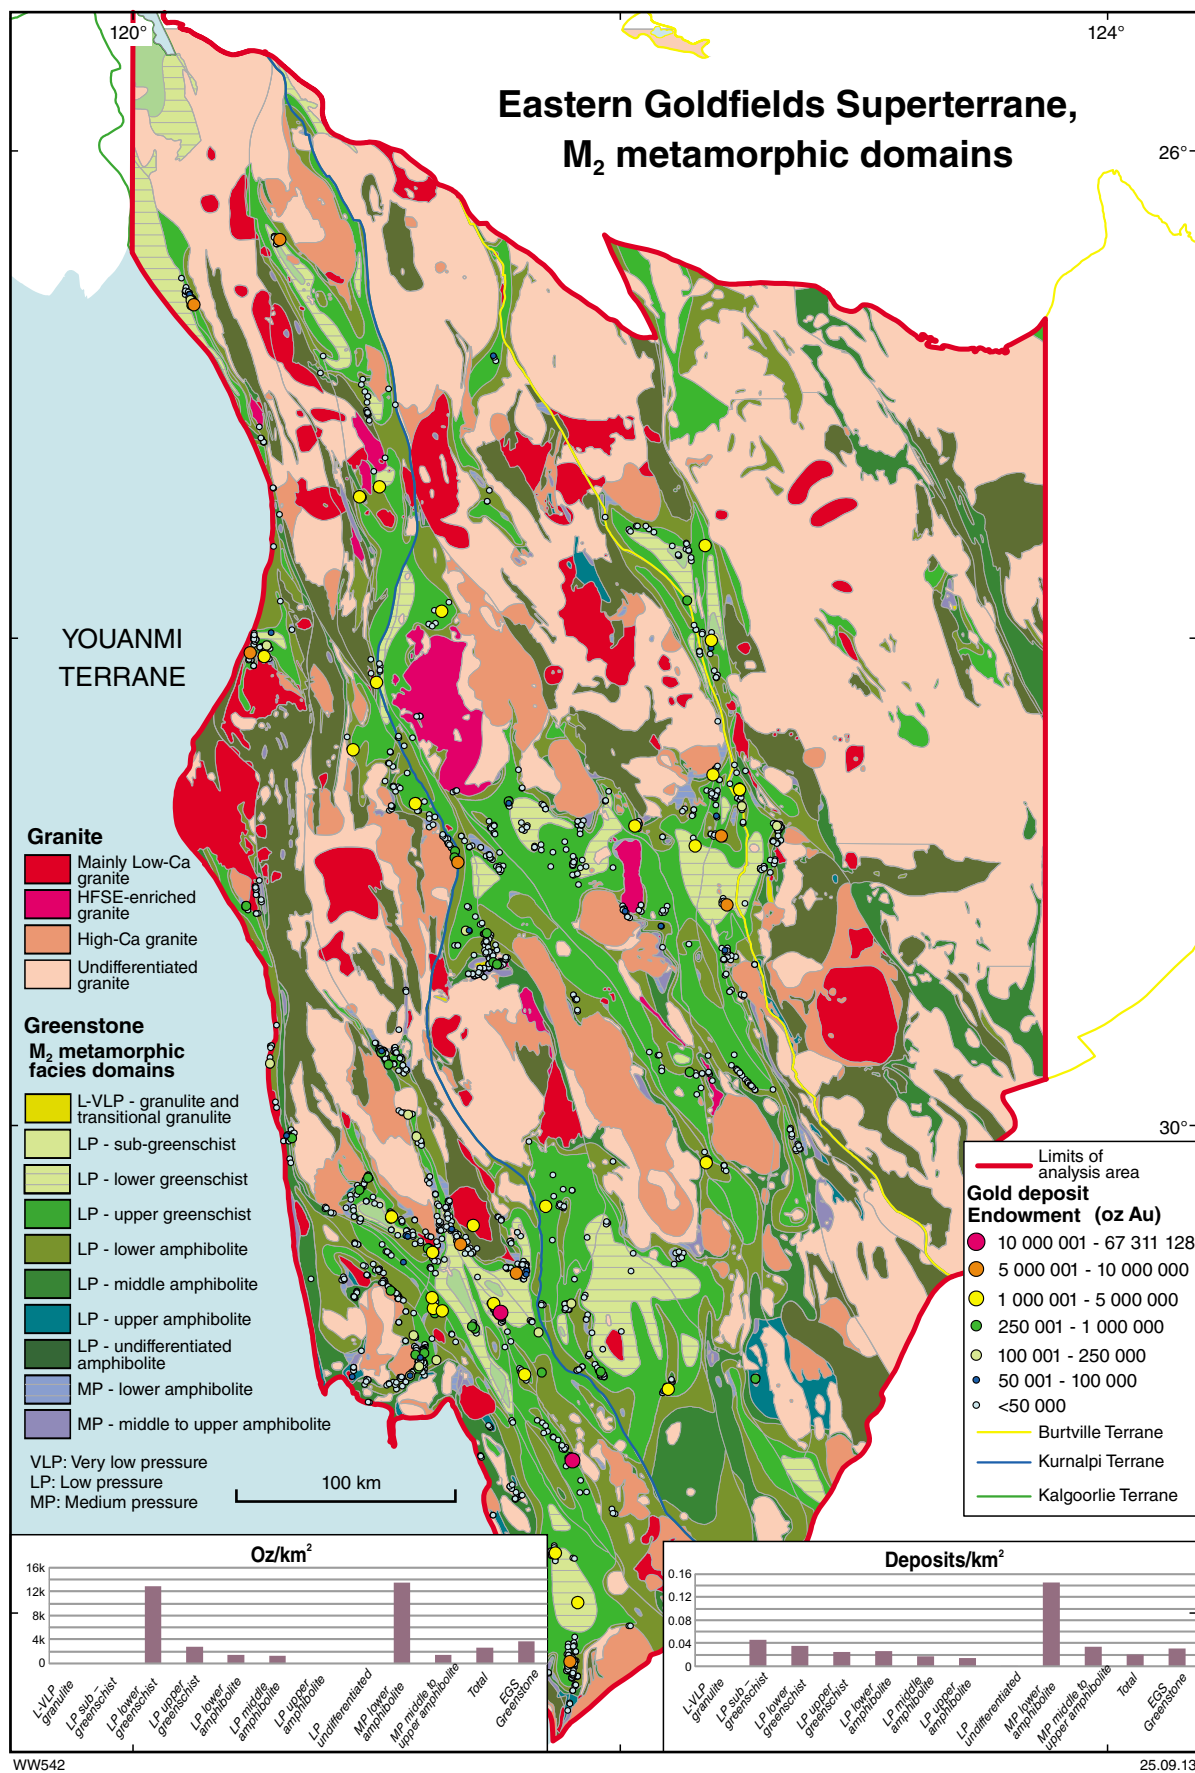 120°
124°
Eastern Goldfields Superterrane,
M₂ metamorphic domains
26°
YOUANMI
TERRANE
Granite
Mainly Low-Ca
granite
HFSE-enriched
granite
High-Ca granite
Undifferentiated
granite
Greenstone
M₂ metamorphic
facies domains
L-VLP - granulite and
transitional granulite
LP - sub-greenschist
LP - lower greenschist
LP - upper greenschist
LP - lower amphibolite
LP - middle amphibolite
LP - upper amphibolite
LP - undifferentiated
amphibolite
MP - lower amphibolite
MP - middle to upper amphibolite
VLP: Very low pressure
LP: Low pressure
MP: Medium pressure
100 km
30°
Limits of
analysis area
Gold deposit
Endowment (oz Au)
10 000 001 - 67 311 128
5 000 001 - 10 000 000
1 000 001 - 5 000 000
250 001 - 1 000 000
100 001 - 250 000
50 001 - 100 000
<50 000
Burtville Terrane
Kurnalpi Terrane
Kalgoorlie Terrane
Oz/km²
16k
12k
8k
4k
0
L-VLP
granulite
LP sub –
greenschist
LP lower
greenschist
LP upper
greenschist
LP lower
amphibolite
LP middle
amphibolite
LP upper
amphibolite
LP
undifferentiated
MP lower
amphibolite
MP middle to
upper amphibolite
Total
EGS
Greenstone
Deposits/km²
0.16
0.12
0.08
0.04
0
L-VLP
granulite
LP sub –
greenschist
LP lower
greenschist
LP upper
greenschist
LP lower
amphibolite
LP middle
amphibolite
LP upper
amphibolite
LP
undifferentiated
MP lower
amphibolite
MP middle to
upper amphibolite
Total
EGS
Greenstone
WW542
25.09.13